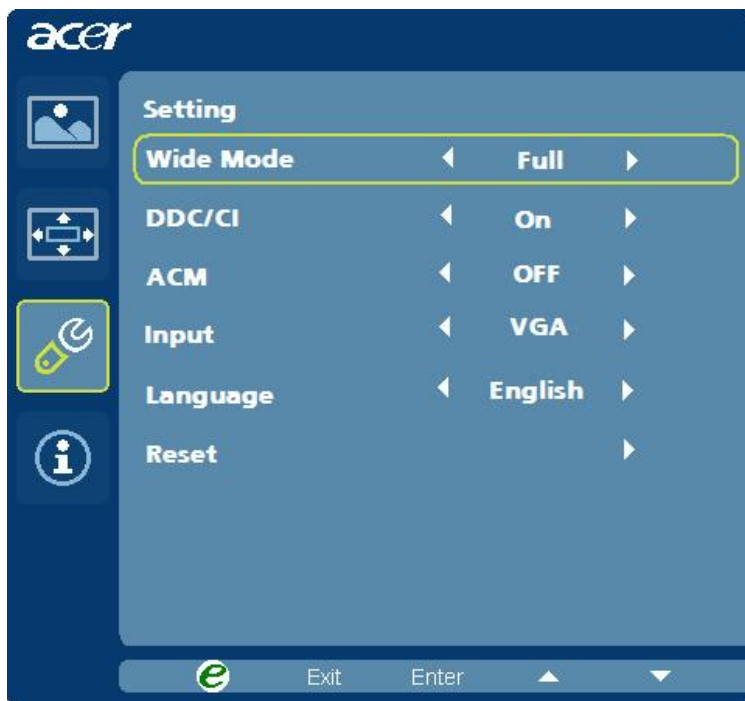 acer
Setting
Wide Mode Full
DDC/CI On
ACM OFF
Input VGA
Language English
Reset
e Exit Enter